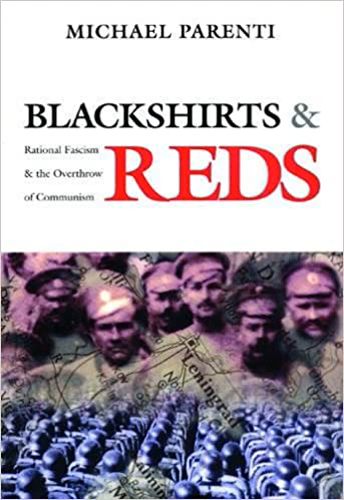 MICHAEL PARENTI
BLACKSHIRTS &
Rational Fascism
& the Overthrow
of Communism
REDS
Leningrad